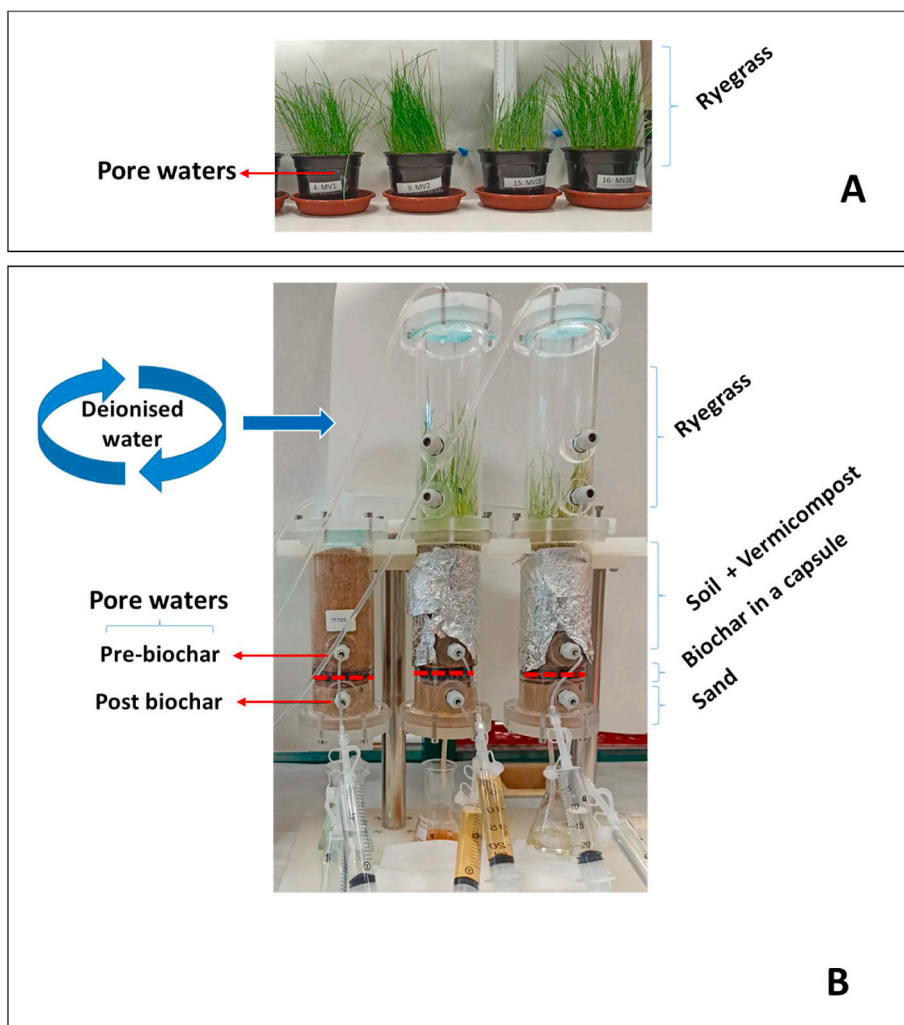 Ryegrass
Pore waters
4: MV1
9: MV2
15: MV1B
16: MV2B
A
Deionised
water
Ryegrass
Soil + Vermicompost
Biochar in a capsule
Sand
Pore waters
Pre-biochar
Post biochar
B